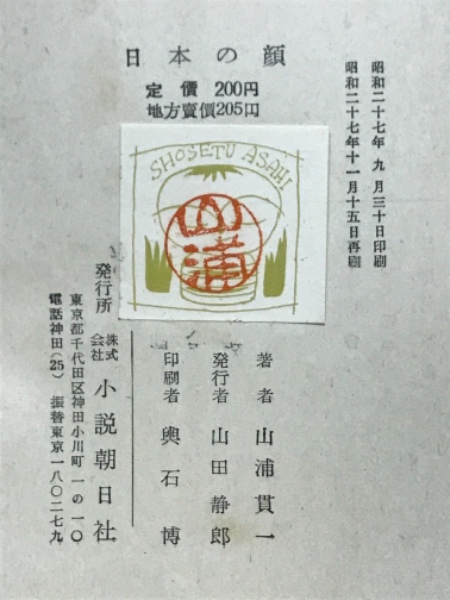 日本の顔
定價 200円
地方賣價205円
昭和二十七年九月三十日印刷
昭和二十七年十一月十五日再刷
SHOSETU ASAHI
山浦
著者 山浦貫一
発行者 山田静郎
印刷者 輿石博
発行所 株式会社 小説朝日社
東京都千代田区神田小川町一の一〇
電話神田(25) 振替東京一八〇二七九